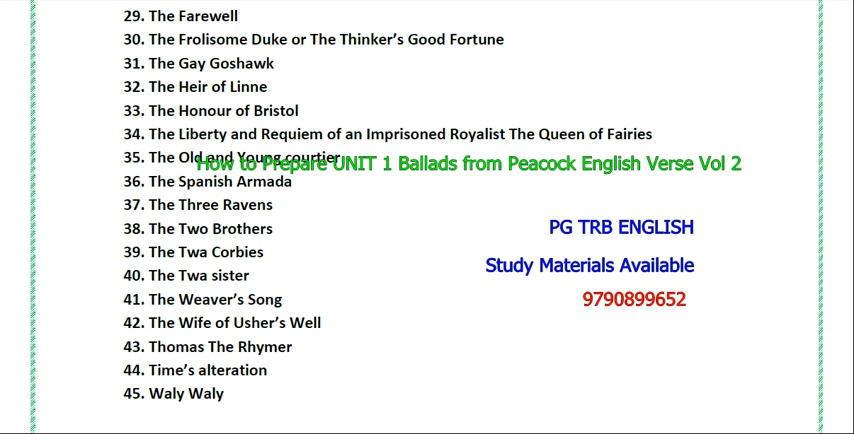 29. The Farewell
30. The Frolisome Duke or The Thinker's Good Fortune
31. The Gay Goshawk
32. The Heir of Linne
33. The Honour of Bristol
34. The Liberty and Requiem of an Imprisoned Royalist The Queen of Fairies
35. The Old and Young courtier
How to Prepare UNIT 1 Ballads from Peacock English Verse Vol 2
36. The Spanish Armada
37. The Three Ravens
38. The Two Brothers
PG TRB ENGLISH
39. The Twa Corbies
Study Materials Available
40. The Twa sister
41. The Weaver's Song
9790899652
42. The Wife of Usher's Well
43. Thomas The Rhymer
44. Time's alteration
45. Waly Waly